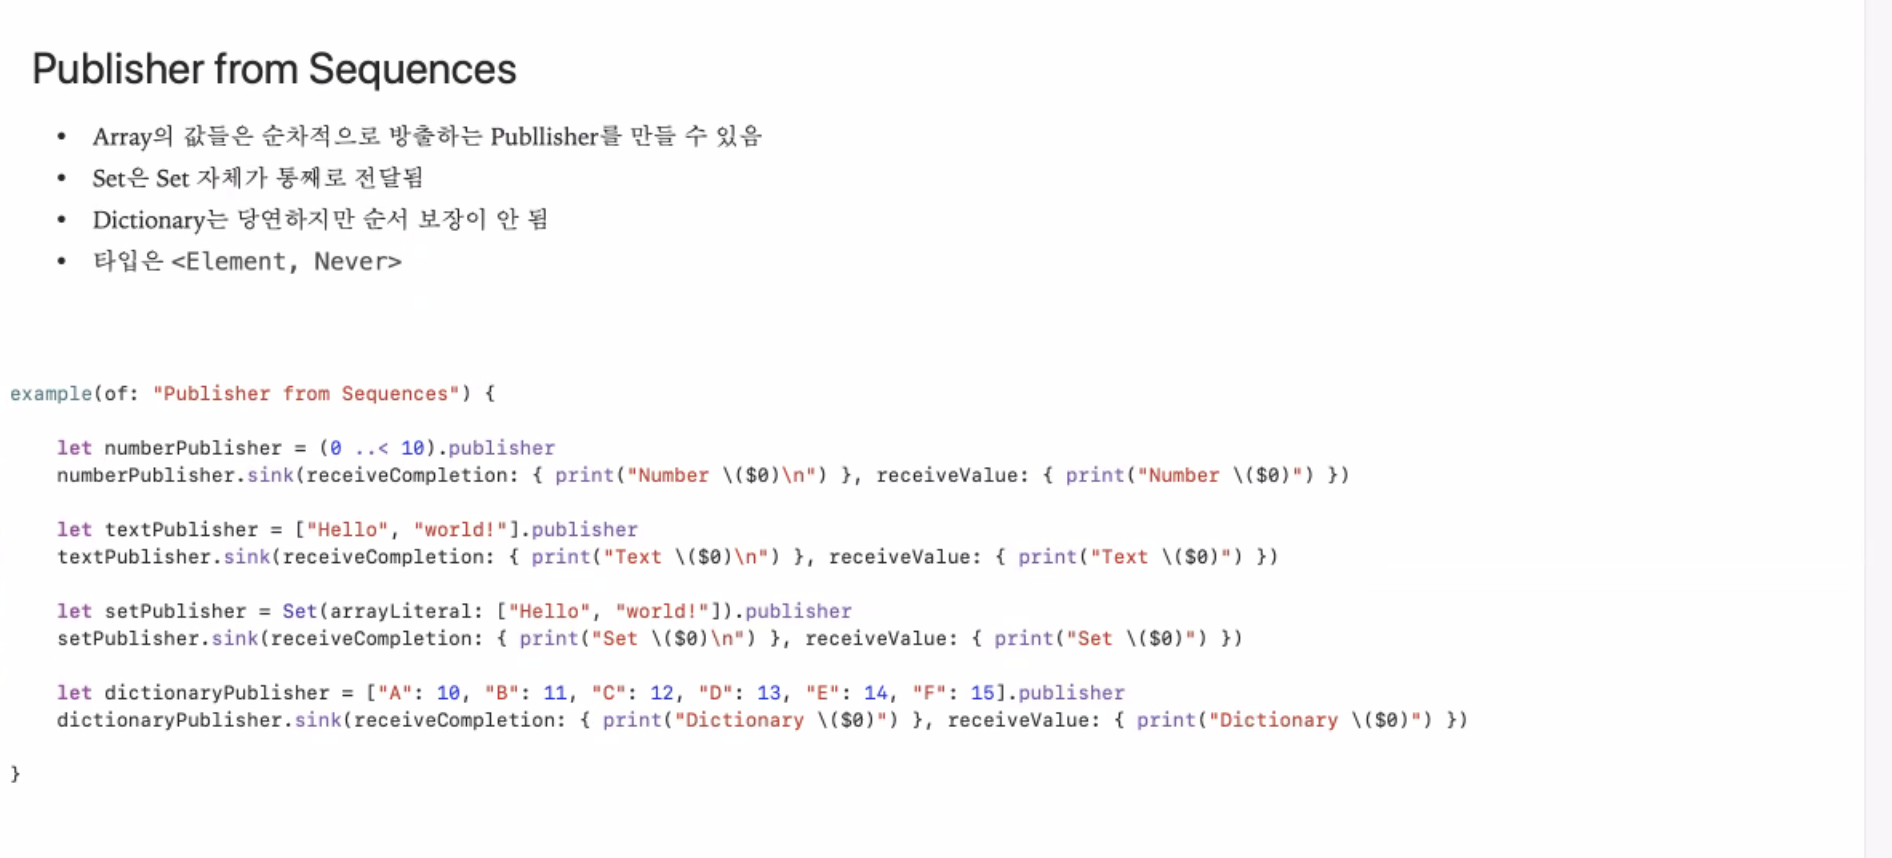 Publisher from Sequences
• Array의 값들은 순차적으로 방출하는 Publlisher를 만들 수 있음
• Set은 Set 자체가 통째로 전달됨
• Dictionary는 당연하지만 순서 보장이 안 됨
• 타입은 <Element, Never>
example(of: "Publisher from Sequences") {
let numberPublisher = (0 ..< 10).publisher
numberPublisher.sink(receiveCompletion: { print("Number \($0)\n") }, receiveValue: { print("Number \($0)") })
let textPublisher = ["Hello", "world!"].publisher
textPublisher.sink(receiveCompletion: { print("Text \($0)\n") }, receiveValue: { print("Text \($0)") })
let setPublisher = Set(arrayLiteral: ["Hello", "world!"]).publisher
setPublisher.sink(receiveCompletion: { print("Set \($0)\n") }, receiveValue: { print("Set \($0)") })
let dictionaryPublisher = ["A": 10, "B": 11, "C": 12, "D": 13, "E": 14, "F": 15].publisher
dictionaryPublisher.sink(receiveCompletion: { print("Dictionary \($0)") }, receiveValue: { print("Dictionary \($0)") })
}